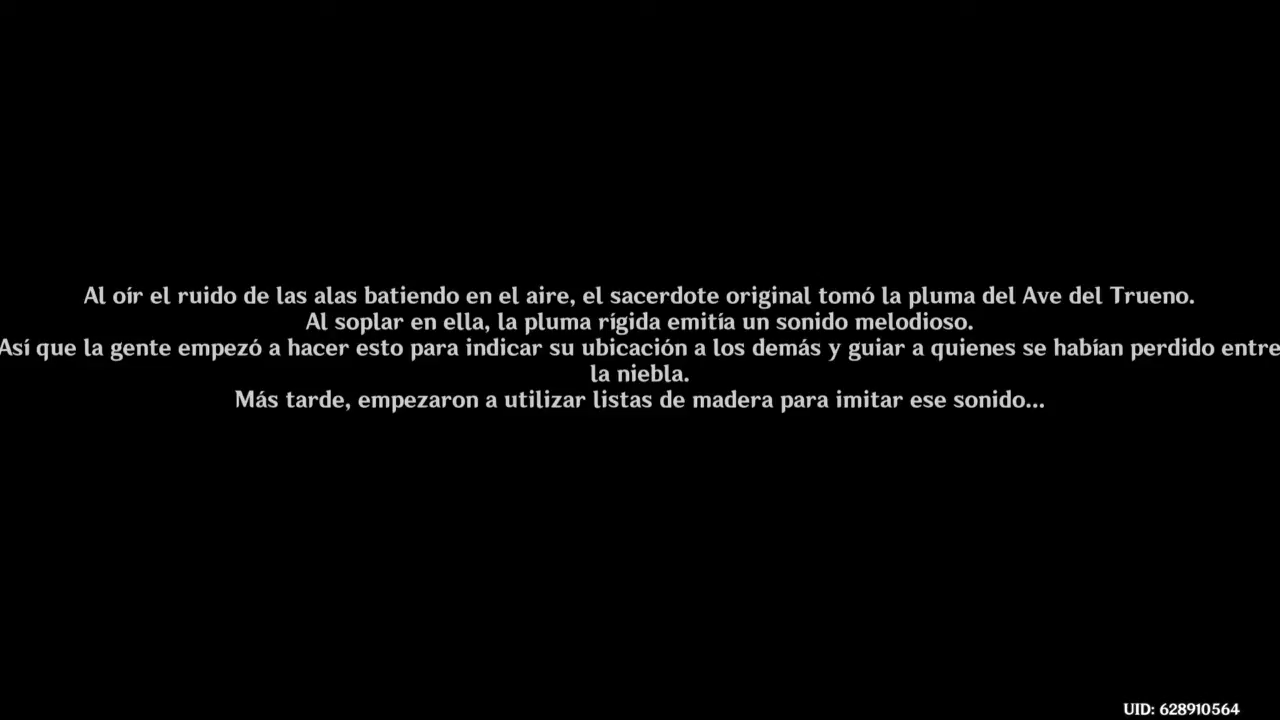 Al oír el ruido de las alas batiendo en el aire, el sacerdote original tomó la pluma del Ave del Trueno.
Al soplar en ella, la pluma rígida emitía un sonido melodioso.
Así que la gente empezó a hacer esto para indicar su ubicación a los demás y guiar a quienes se habían perdido entre
la niebla.
Más tarde, empezaron a utilizar listas de madera para imitar ese sonido...
UID: 628910564